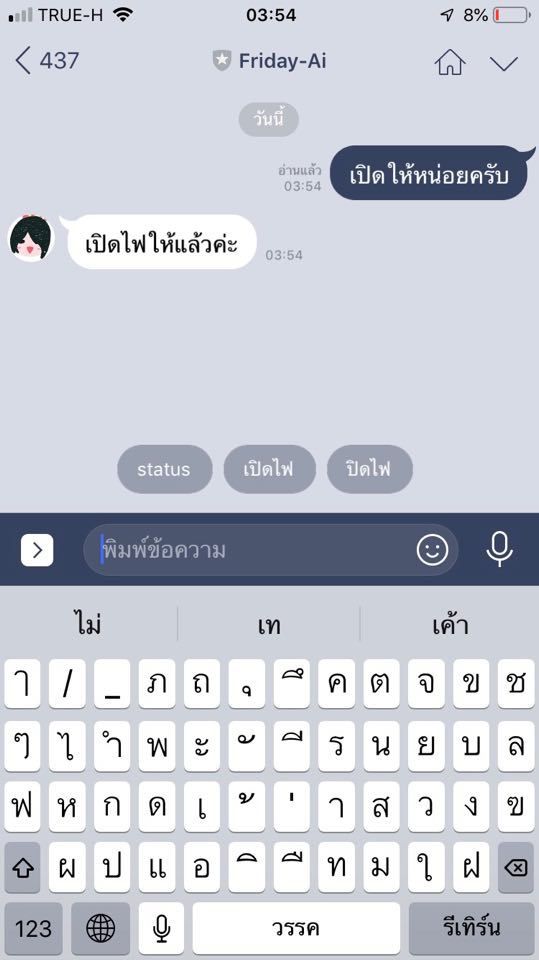 TRUE-H 03:54 8%
437 Friday-Ai
วันนี้
อ่านแล้ว
03:54
เปิดให้หน่อยครับ
เปิดไฟให้แล้วค่ะ
03:54
status เปิดไฟ ปิดไฟ
พิมพ์ข้อความ
ไม่ เท เค้า
ๅ / _ ภ ถ ุ ึ ค ต จ ข ช
ๆ ไ ำ พ ะ ั ี ร น ย บ ล
ฟ ห ก ด เ ้ ่ า ส ว ง ฃ
ผ ป แ อ ิ ื ท ม ใ ฝ
123 วรรค รีเทิร์น